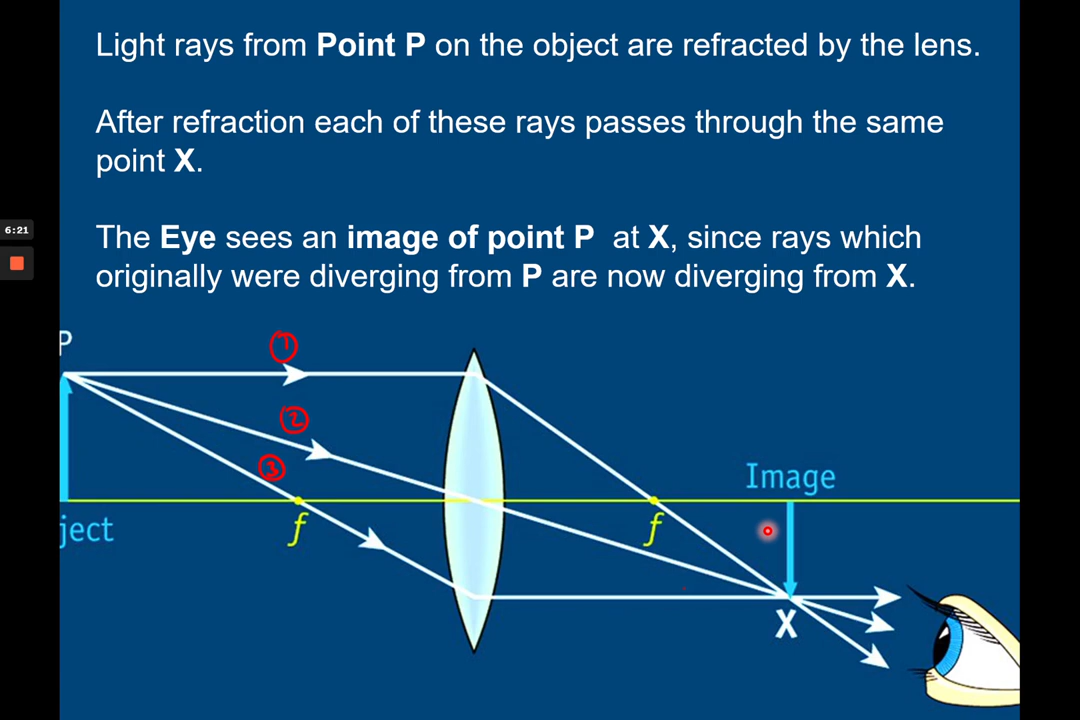 Light rays from Point P on the object are refracted by the lens.
After refraction each of these rays passes through the same
point X.
The Eye sees an image of point P at X, since rays which
originally were diverging from P are now diverging from X.
6:21
P
1
2
3
Image
ject
f
f
X